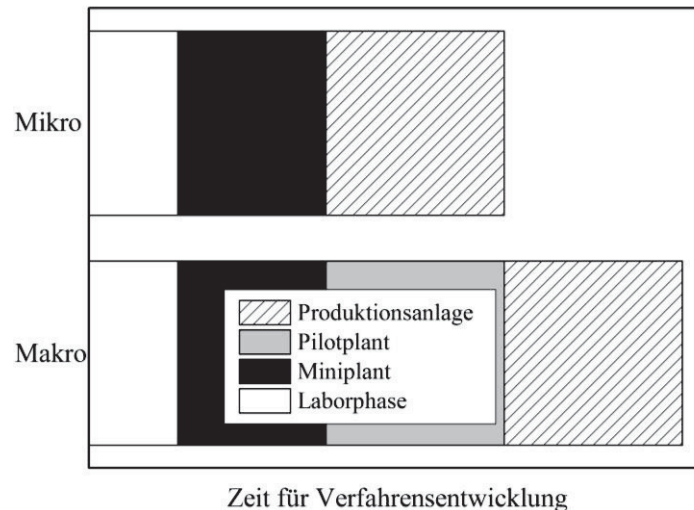 Mikro
Makro
Produktionsanlage
Pilotplant
Miniplant
Laborphase
Zeit für Verfahrensentwicklung